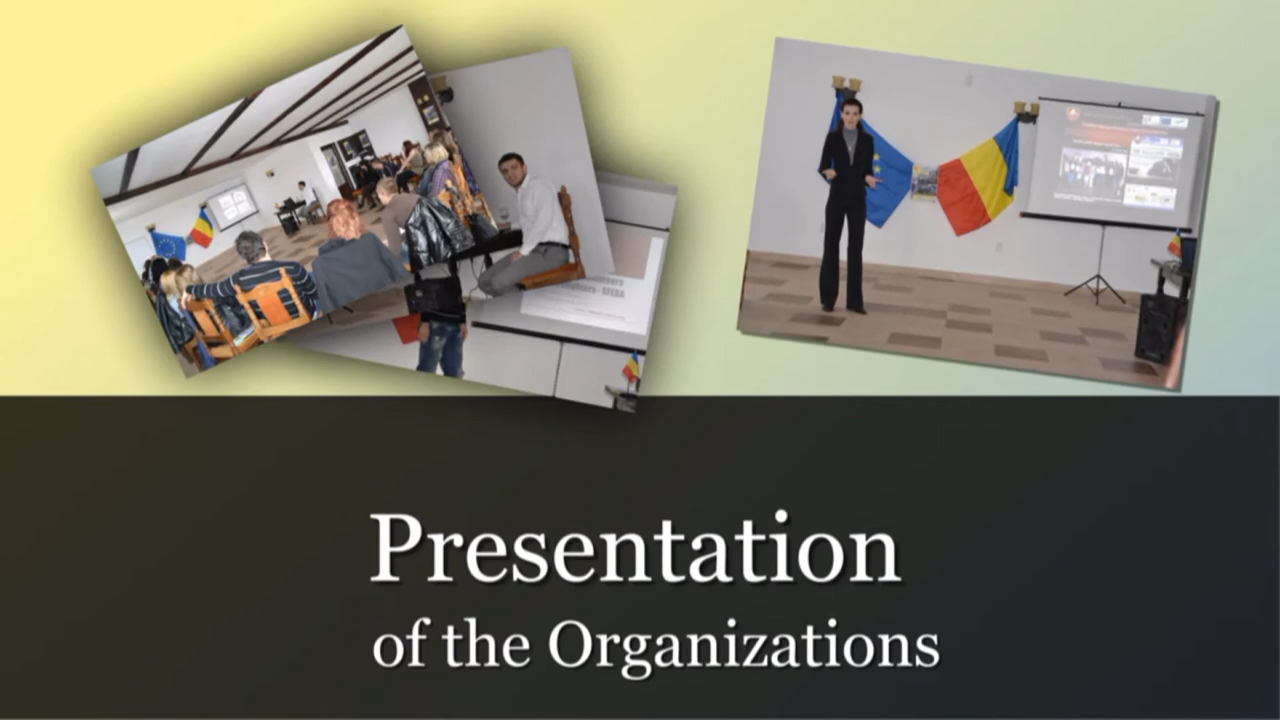 Presentation
of the Organizations